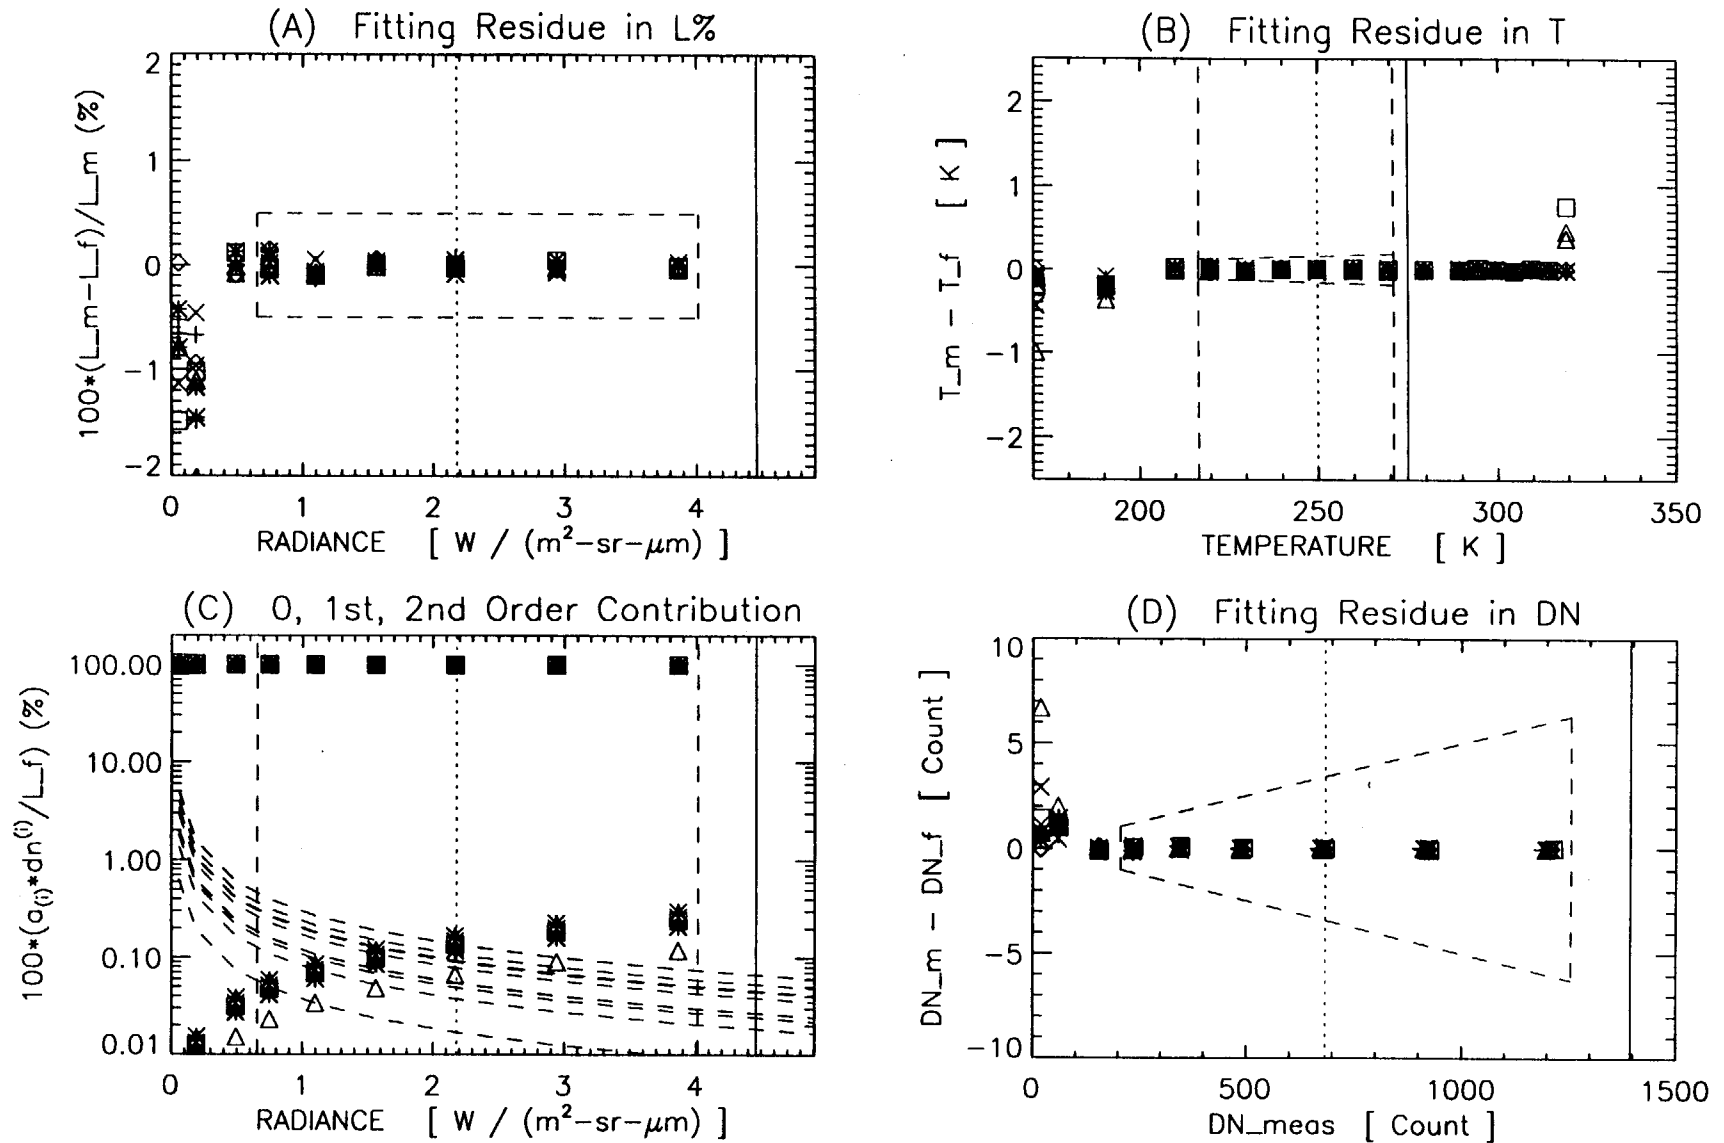 (A) Fitting Residue in L%
100*(L_m-L_f)/L_m (%)
2
1
0
-1
-2
0 1 2 3 4
RADIANCE [ W / (m²-sr-μm) ]
(B) Fitting Residue in T
T_m - T_f [ K ]
2
1
0
-1
-2
200 250 300 350
TEMPERATURE [ K ]
(C) 0, 1st, 2nd Order Contribution
100*(a(i)*dn(i)/L_f) (%)
100.00
10.00
1.00
0.10
0.01
0 1 2 3 4
RADIANCE [ W / (m²-sr-μm) ]
(D) Fitting Residue in DN
DN_m - DN_f [ Count ]
10
5
0
-5
-10
0 500 1000 1500
DN_meas [ Count ]